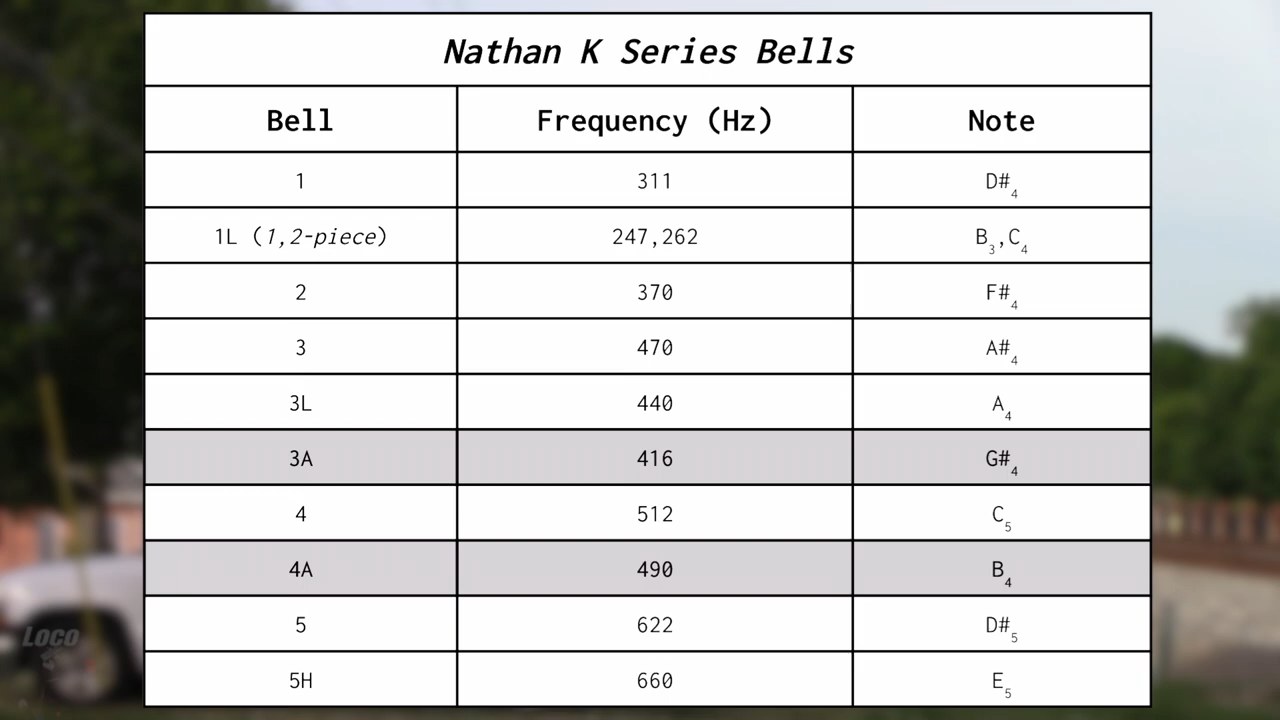 Nathan K Series Bells
Bell Frequency (Hz) Note
1 311 D#4
1L (1,2-piece) 247,262 B3,C4
2 370 F#4
3 470 A#4
3L 440 A4
3A 416 G#4
4 512 C5
4A 490 B4
5 622 D#5
5H 660 E5
Loco